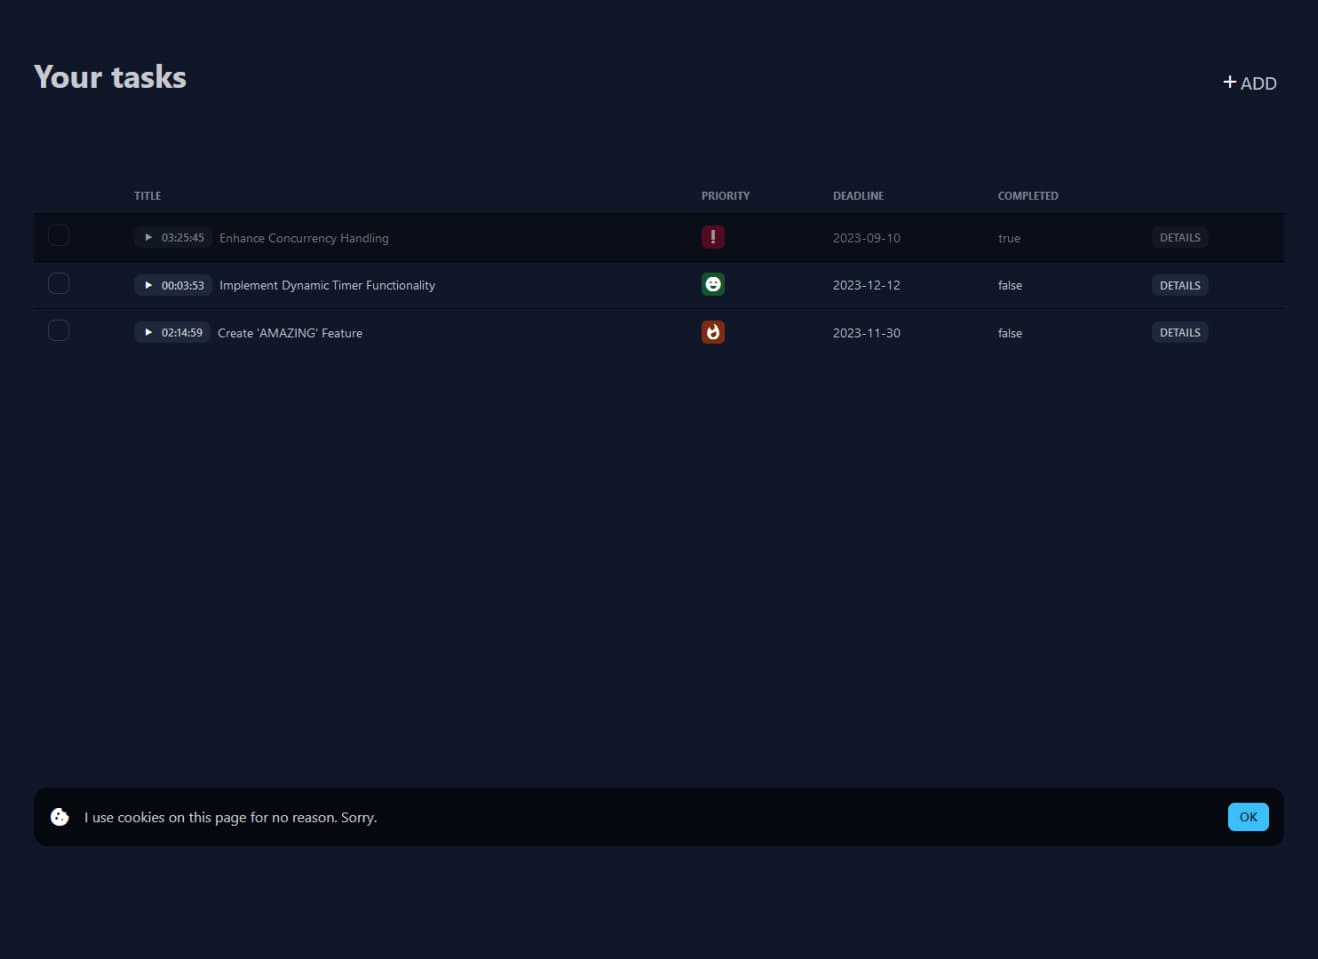 Your tasks
+ ADD
TITLE PRIORITY DEADLINE COMPLETED
03:25:45 Enhance Concurrency Handling ! 2023-09-10 true DETAILS
00:03:53 Implement Dynamic Timer Functionality 2023-12-12 false DETAILS
02:14:59 Create 'AMAZING' Feature 2023-11-30 false DETAILS
I use cookies on this page for no reason. Sorry. OK